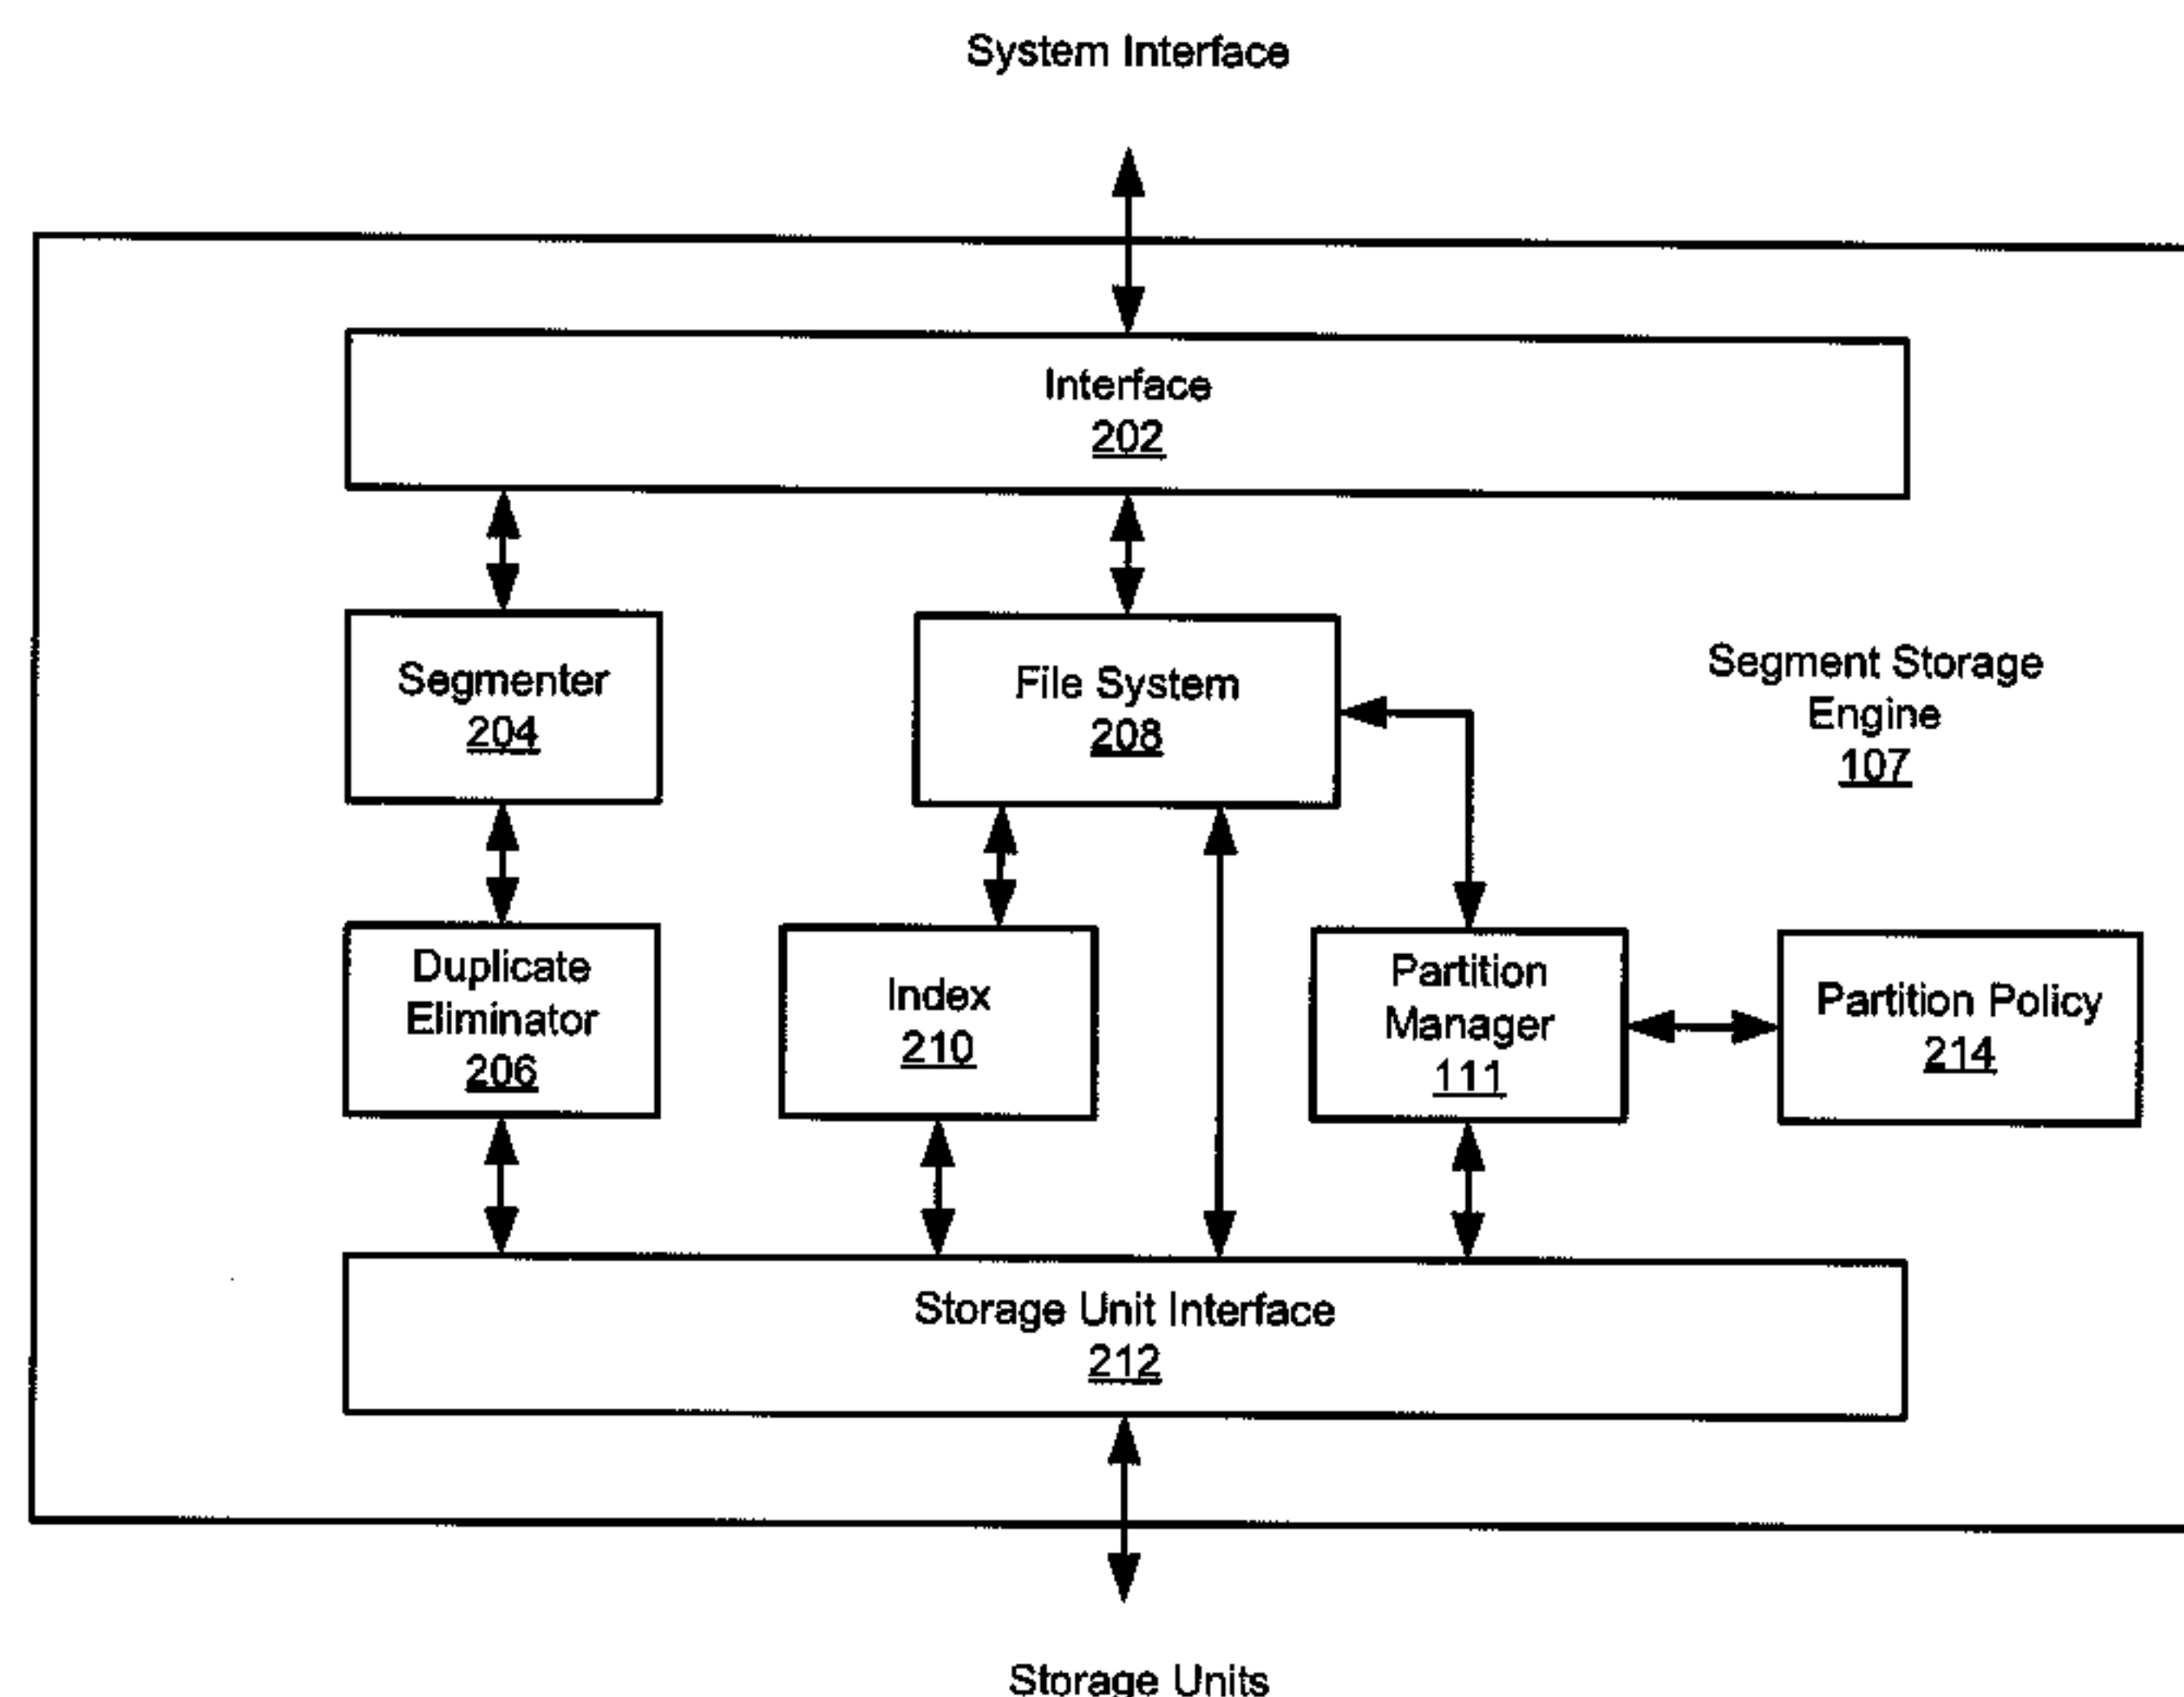 System Interface
Interface
202
Segmenter
204
File System
208
Segment Storage
Engine
107
Duplicate
Eliminator
206
Index
210
Partition
Manager
111
Partition Policy
214
Storage Unit Interface
212
Storage Units